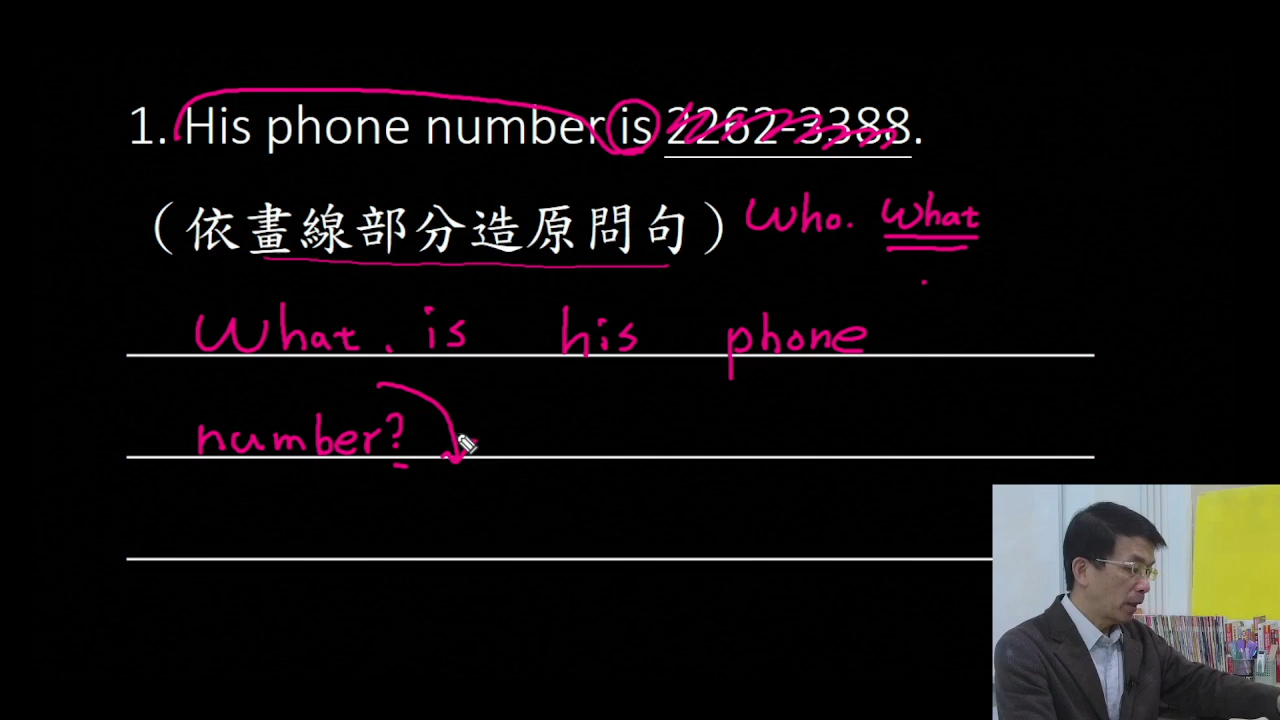 1. His phone number is 2262-3388.
（依畫線部分造原問句） Who. What
What. is his phone
number?